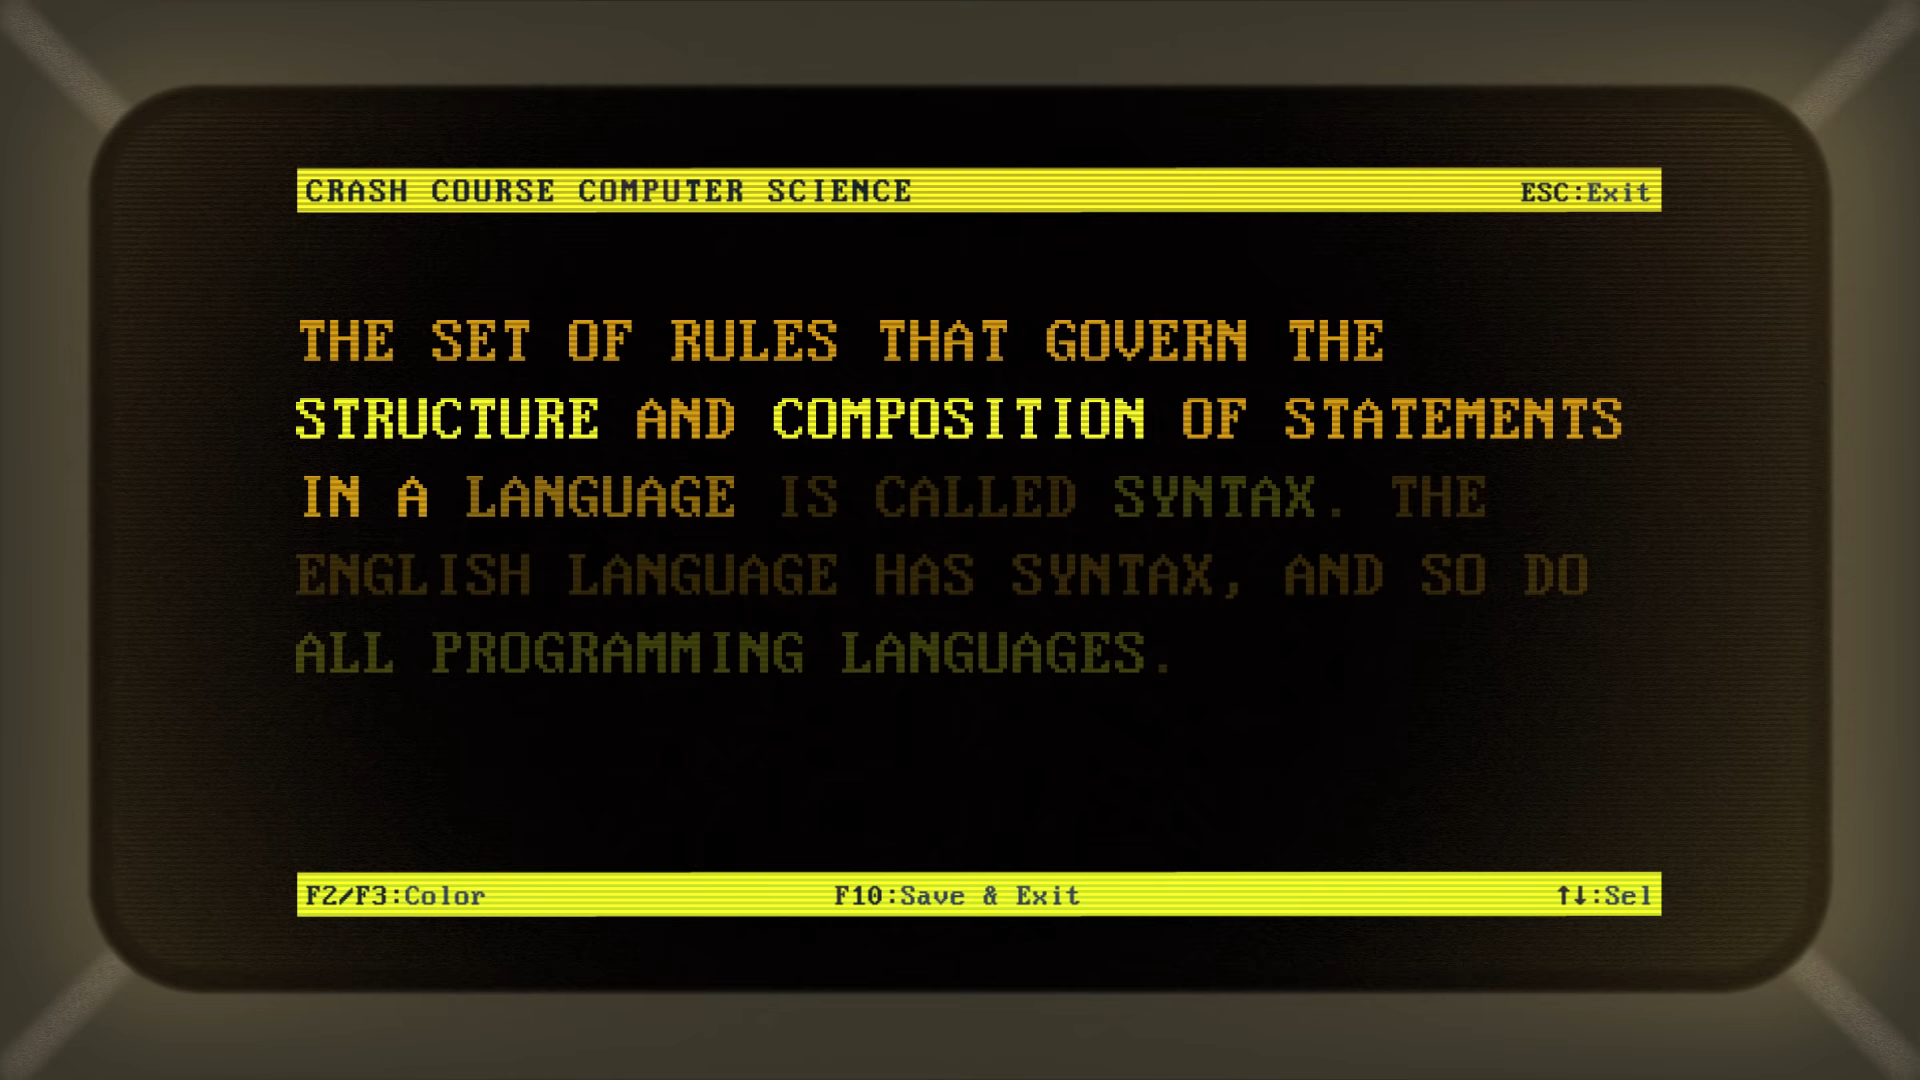 CRASH COURSE COMPUTER SCIENCE ESC:Exit
THE SET OF RULES THAT GOVERN THE
STRUCTURE AND COMPOSITION OF STATEMENTS
IN A LANGUAGE IS CALLED SYNTAX. THE
ENGLISH LANGUAGE HAS SYNTAX, AND SO DO
ALL PROGRAMMING LANGUAGES.
F2/F3:Color F10:Save & Exit ↑↓:Sel